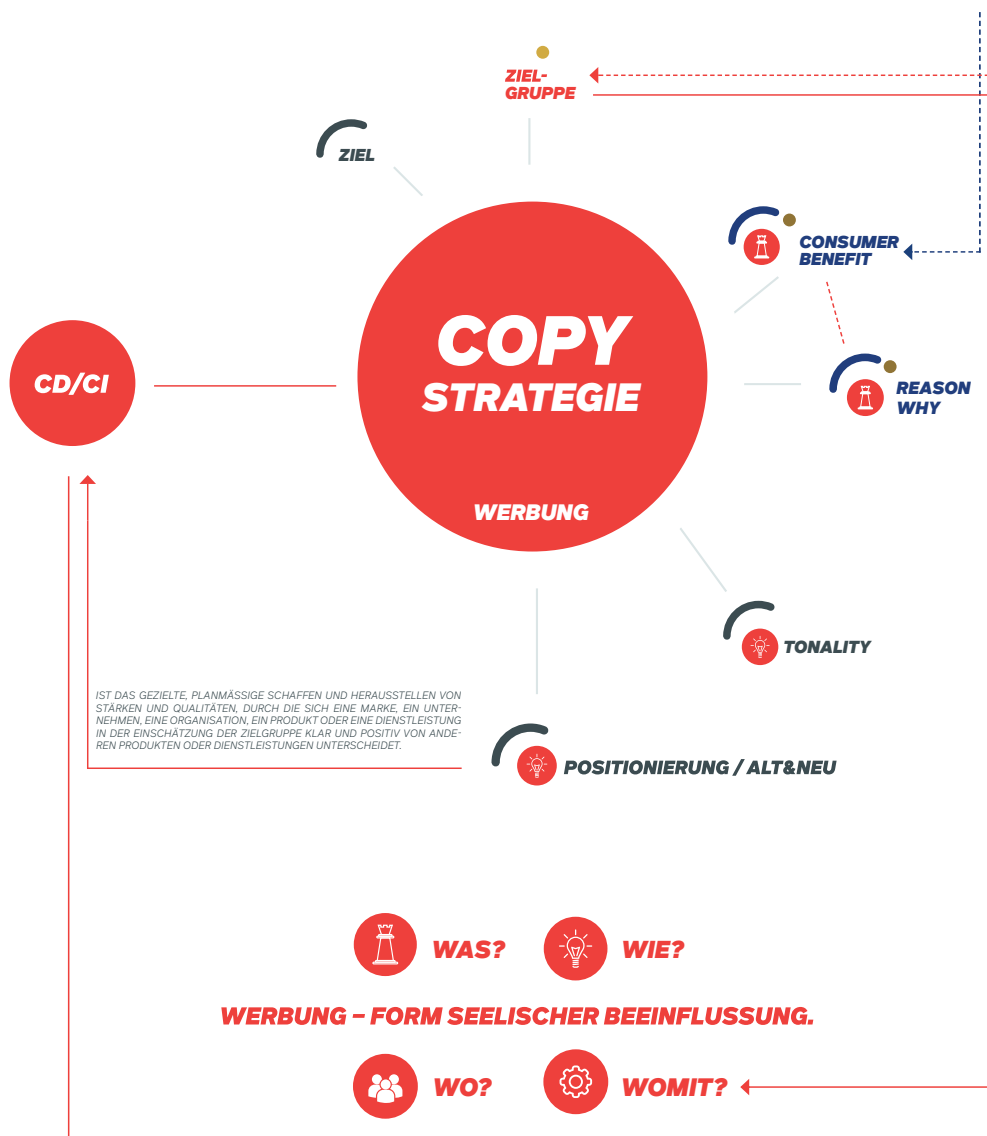 ZIEL-
GRUPPE
ZIEL
CONSUMER
BENEFIT
COPY
STRATEGIE
CD/CI
REASON
WHY
WERBUNG
TONALITY
IST DAS GEZIELTE, PLANMÄSSIGE SCHAFFEN UND HERAUSSTELLEN VON
STÄRKEN UND QUALITÄTEN, DURCH DIE SICH EINE MARKE, EIN UNTER-
NEHMEN, EINE ORGANISATION, EIN PRODUKT ODER EINE DIENSTLEISTUNG
IN DER EINSCHÄTZUNG DER ZIELGRUPPE KLAR UND POSITIV VON ANDE-
REN PRODUKTEN ODER DIENSTLEISTUNGEN UNTERSCHEIDET.
POSITIONIERUNG / ALT&NEU
WAS?
WIE?
WERBUNG – FORM SEELISCHER BEEINFLUSSUNG.
WO?
WOMIT?